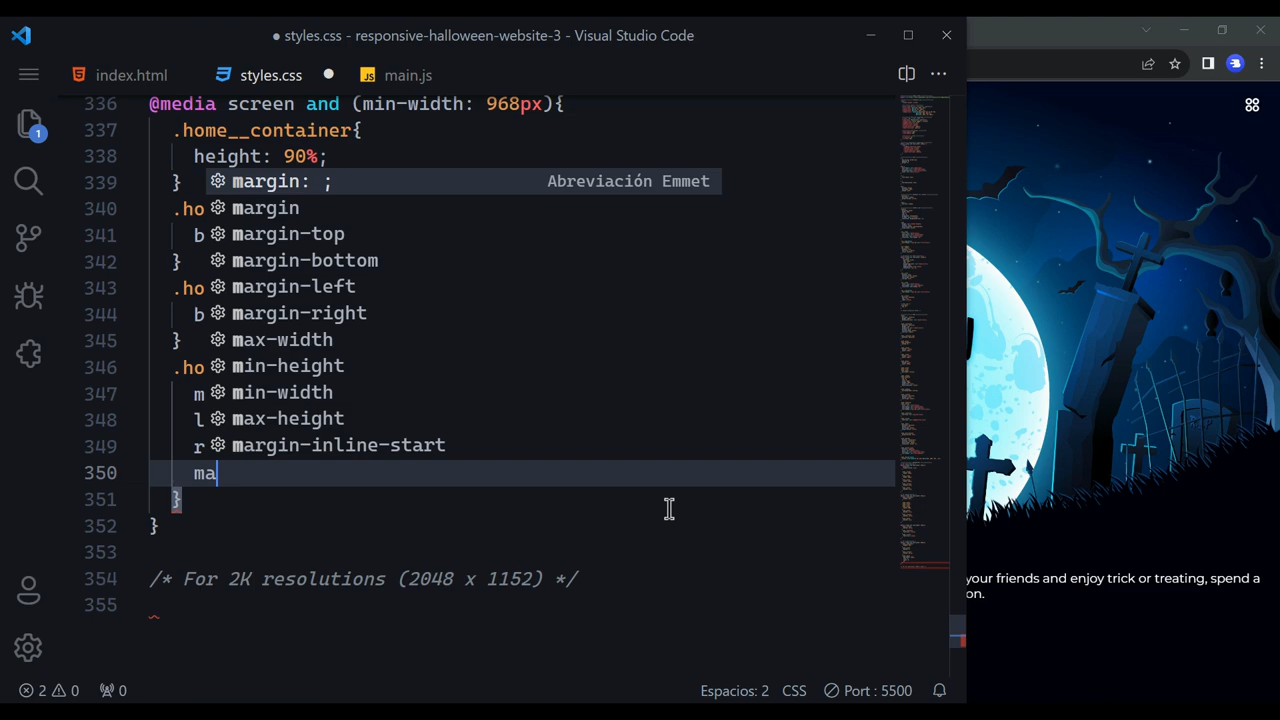 styles.css - responsive-halloween-website-3 - Visual Studio Code
index.html styles.css JS main.js
336 @media screen and (min-width: 968px){
337 .home__container{
338 height: 90%;
339 } margin: ; Abreviación Emmet
340 .ho margin
341 b margin-top
342 } margin-bottom
343 .ho margin-left
344 b margin-right
345 } max-width
346 .ho min-height
347 m min-width
348 l max-height
349 r margin-inline-start
350 ma
351 }
352 }
353
354 /* For 2K resolutions (2048 x 1152) */
355
your friends and enjoy trick or treating, spend a
on.
1
2 0 0 Espacios: 2 CSS Port : 5500